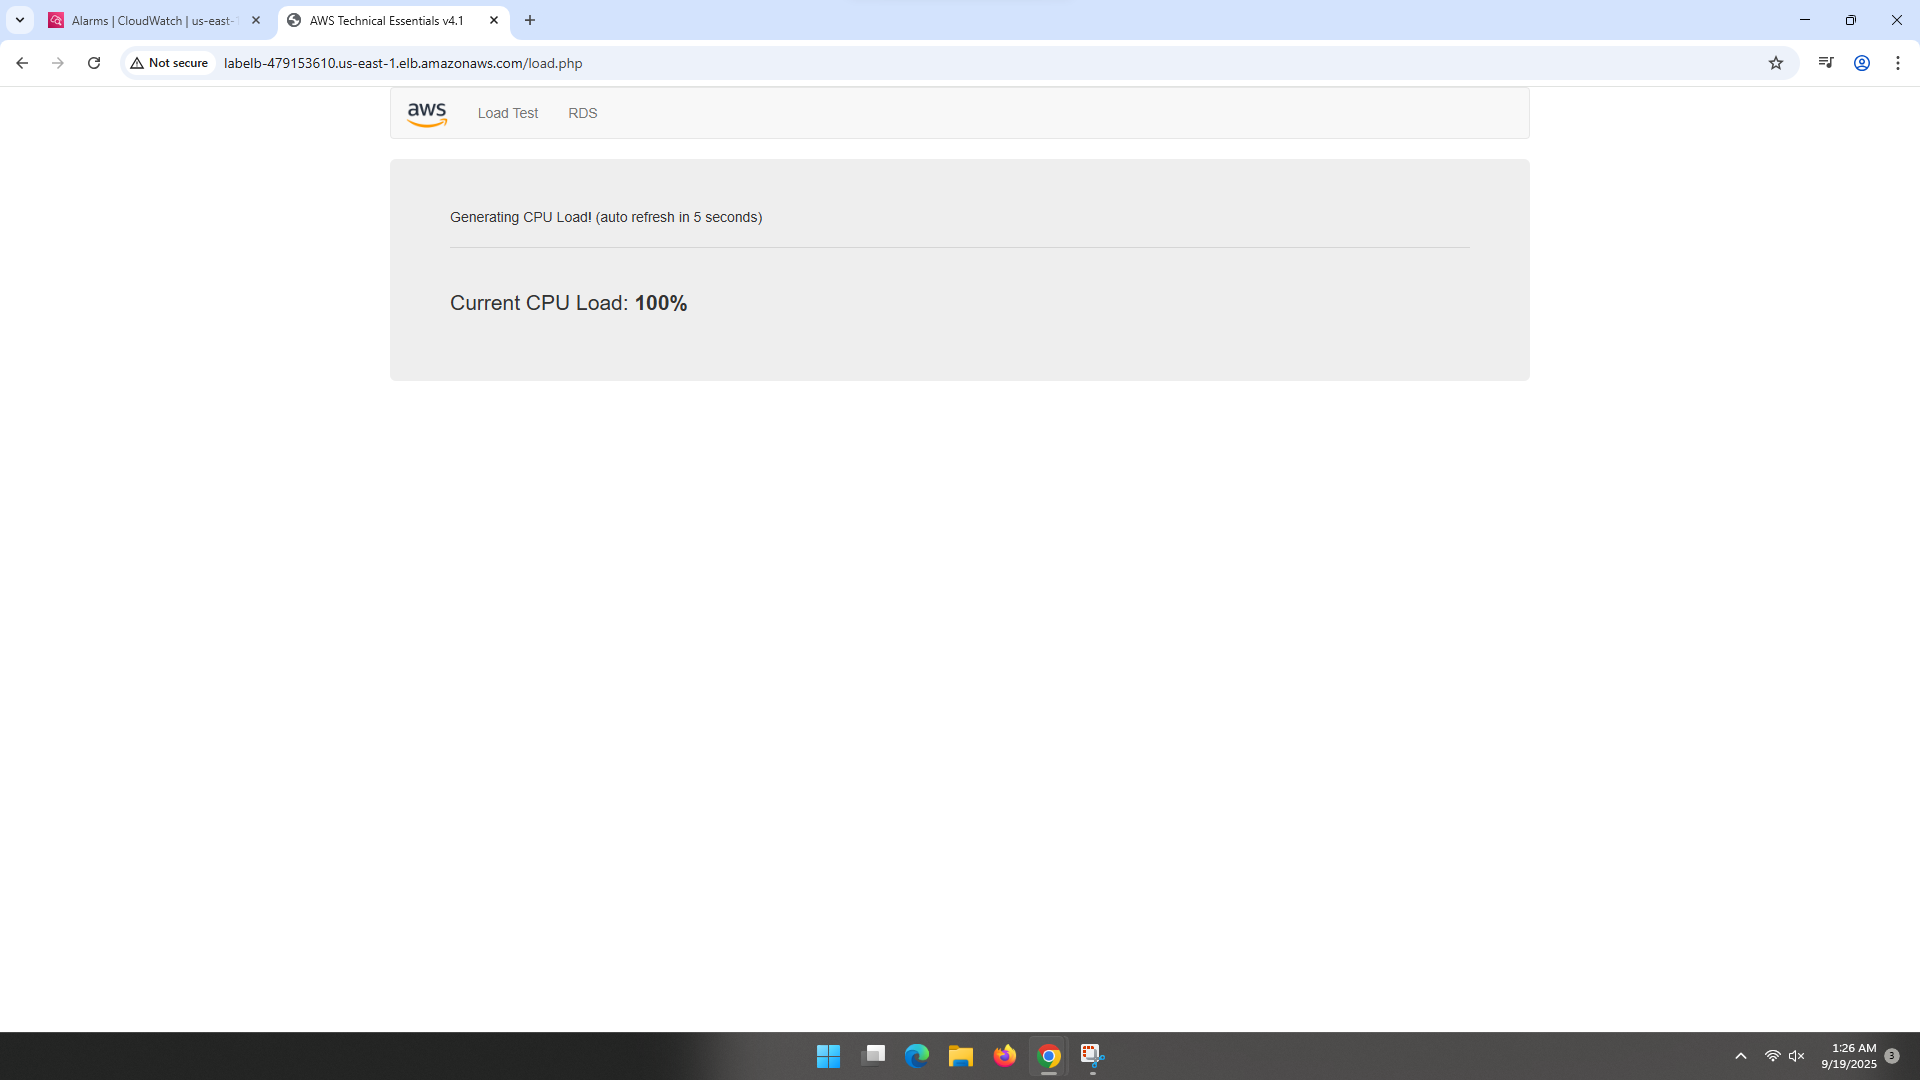 Alarms | CloudWatch | us-east-
AWS Technical Essentials v4.1
Not secure
labelb-479153610.us-east-1.elb.amazonaws.com/load.php
aws
Load Test
RDS
Generating CPU Load! (auto refresh in 5 seconds)
Current CPU Load: 100%
1:26 AM
9/19/2025
3